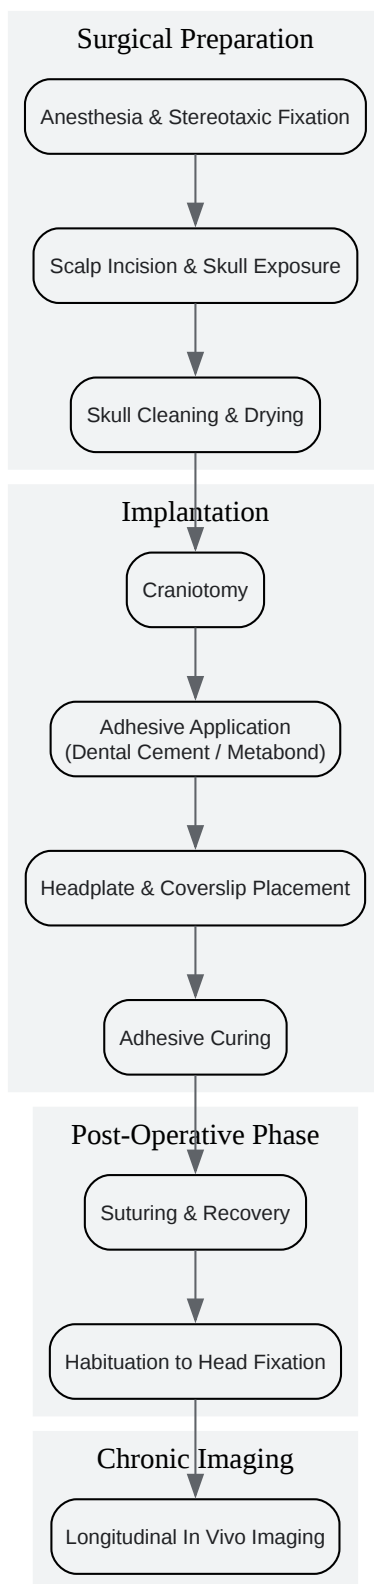 Surgical Preparation
Anesthesia & Stereotaxic Fixation
Scalp Incision & Skull Exposure
Skull Cleaning & Drying
Implantation
Craniotomy
Adhesive Application
(Dental Cement / Metabond)
Headplate & Coverslip Placement
Adhesive Curing
Post-Operative Phase
Suturing & Recovery
Habituation to Head Fixation
Chronic Imaging
Longitudinal In Vivo Imaging